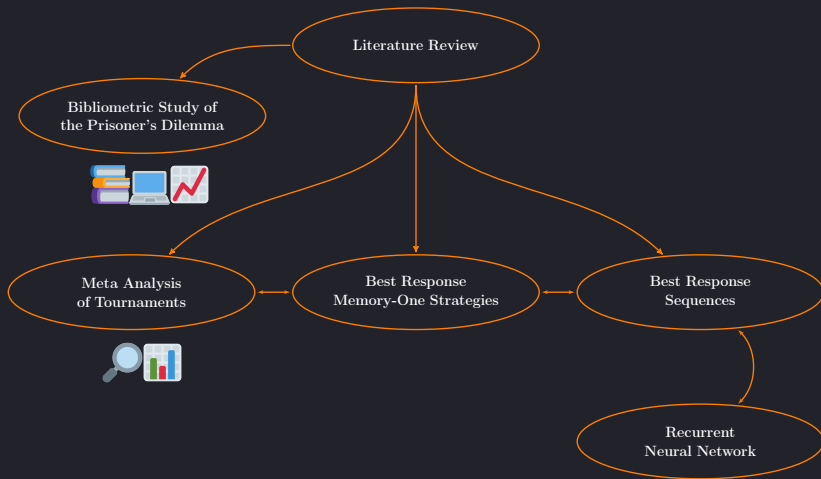 Literature Review
Bibliometric Study of
the Prisoner's Dilemma
Meta Analysis
of Tournaments
Best Response
Memory-One Strategies
Best Response
Sequences
Recurrent
Neural Network